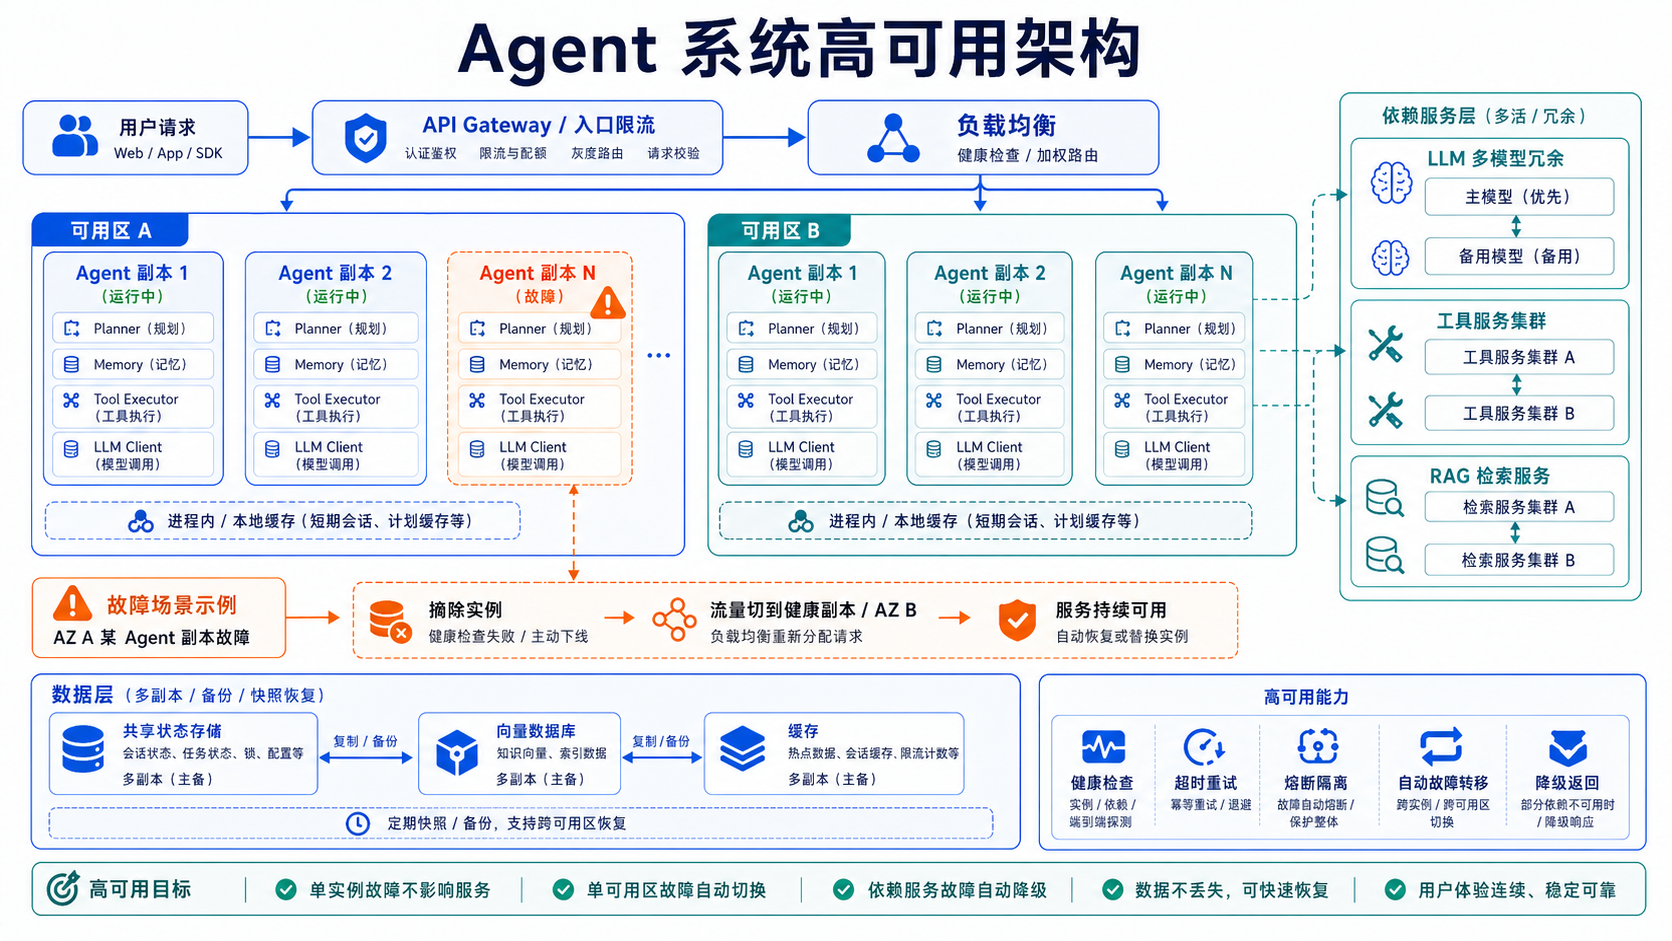 Agent 系统高可用架构
用户请求
Web / App / SDK
API Gateway / 入口限流
认证鉴权 限流与配额 灰度路由 请求校验
负载均衡
健康检查 / 加权路由
可用区 A
Agent 副本 1
（运行中）
Planner（规划）
Memory（记忆）
Tool Executor
（工具执行）
LLM Client
（模型调用）
Agent 副本 2
（运行中）
Planner（规划）
Memory（记忆）
Tool Executor
（工具执行）
LLM Client
（模型调用）
Agent 副本 N
（故障）
Planner（规划）
Memory（记忆）
Tool Executor
（工具执行）
LLM Client
（模型调用）
...
进程内 / 本地缓存（短期会话、计划缓存等）
可用区 B
Agent 副本 1
（运行中）
Planner（规划）
Memory（记忆）
Tool Executor
（工具执行）
LLM Client
（模型调用）
Agent 副本 2
（运行中）
Planner（规划）
Memory（记忆）
Tool Executor
（工具执行）
LLM Client
（模型调用）
Agent 副本 N
（运行中）
Planner（规划）
Memory（记忆）
Tool Executor
（工具执行）
LLM Client
（模型调用）
进程内 / 本地缓存（短期会话、计划缓存等）
依赖服务层（多活 / 冗余）
LLM 多模型冗余
主模型（优先）
备用模型（备用）
工具服务集群
工具服务集群 A
工具服务集群 B
RAG 检索服务
检索服务集群 A
检索服务集群 B
故障场景示例
AZ A 某 Agent 副本故障
摘除实例
健康检查失败 / 主动下线
流量切到健康副本 / AZ B
负载均衡重新分配请求
服务持续可用
自动恢复或替换实例
数据层（多副本 / 备份 / 快照恢复）
共享状态存储
会话状态、任务状态、锁、配置等
多副本（主备）
复制 / 备份
向量数据库
知识向量、索引数据
多副本（主备）
复制 / 备份
缓存
热点数据、会话缓存、限流计数等
多副本（主备）
定期快照 / 备份，支持跨可用区恢复
高可用能力
健康检查
实例 / 依赖 /
端到端探测
超时重试
幂等重试 / 退避
熔断隔离
故障自动熔断 /
保护整体
自动故障转移
跨实例 / 跨可用区
切换
降级返回
部分依赖不可用时
/ 降级响应
高可用目标
单实例故障不影响服务
单可用区故障自动切换
依赖服务故障自动降级
数据不丢失，可快速恢复
用户体验连续、稳定可靠